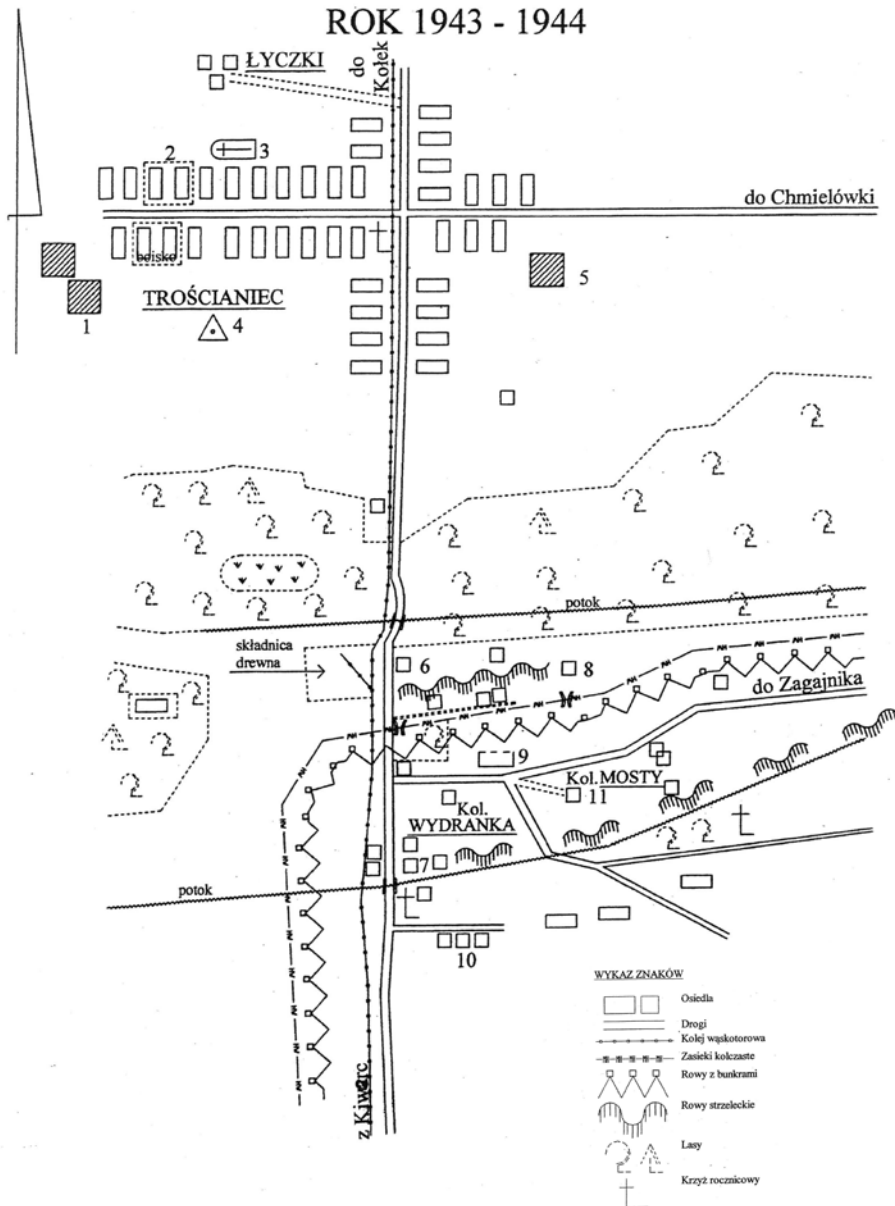 ROK 1943 - 1944
ŁYCZKI
do
Kołek
2
3
do Chmielówki
boisko
TROŚCIANIEC
1
4
5
potok
składnica
drewna
6
8
do Zagajnika
9
Kol. MOSTY
11
Kol.
WYDRANKA
7
potok
10
z Kiwerc
WYKAZ ZNAKÓW
Osiedla
Drogi
Kolej wąskotorowa
Zasieki kolczaste
Rowy z bunkrami
Rowy strzeleckie
Lasy
Krzyż rocznicowy